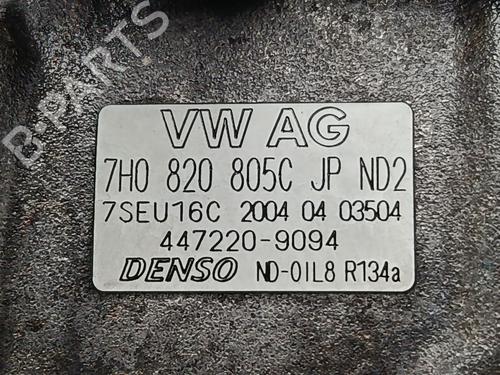 B-PARTS
VW AG
7H0 820 805C JP ND2
7SEU16C 2004 04 03504
447220-9094
DENSO ND-OIL8 R134a